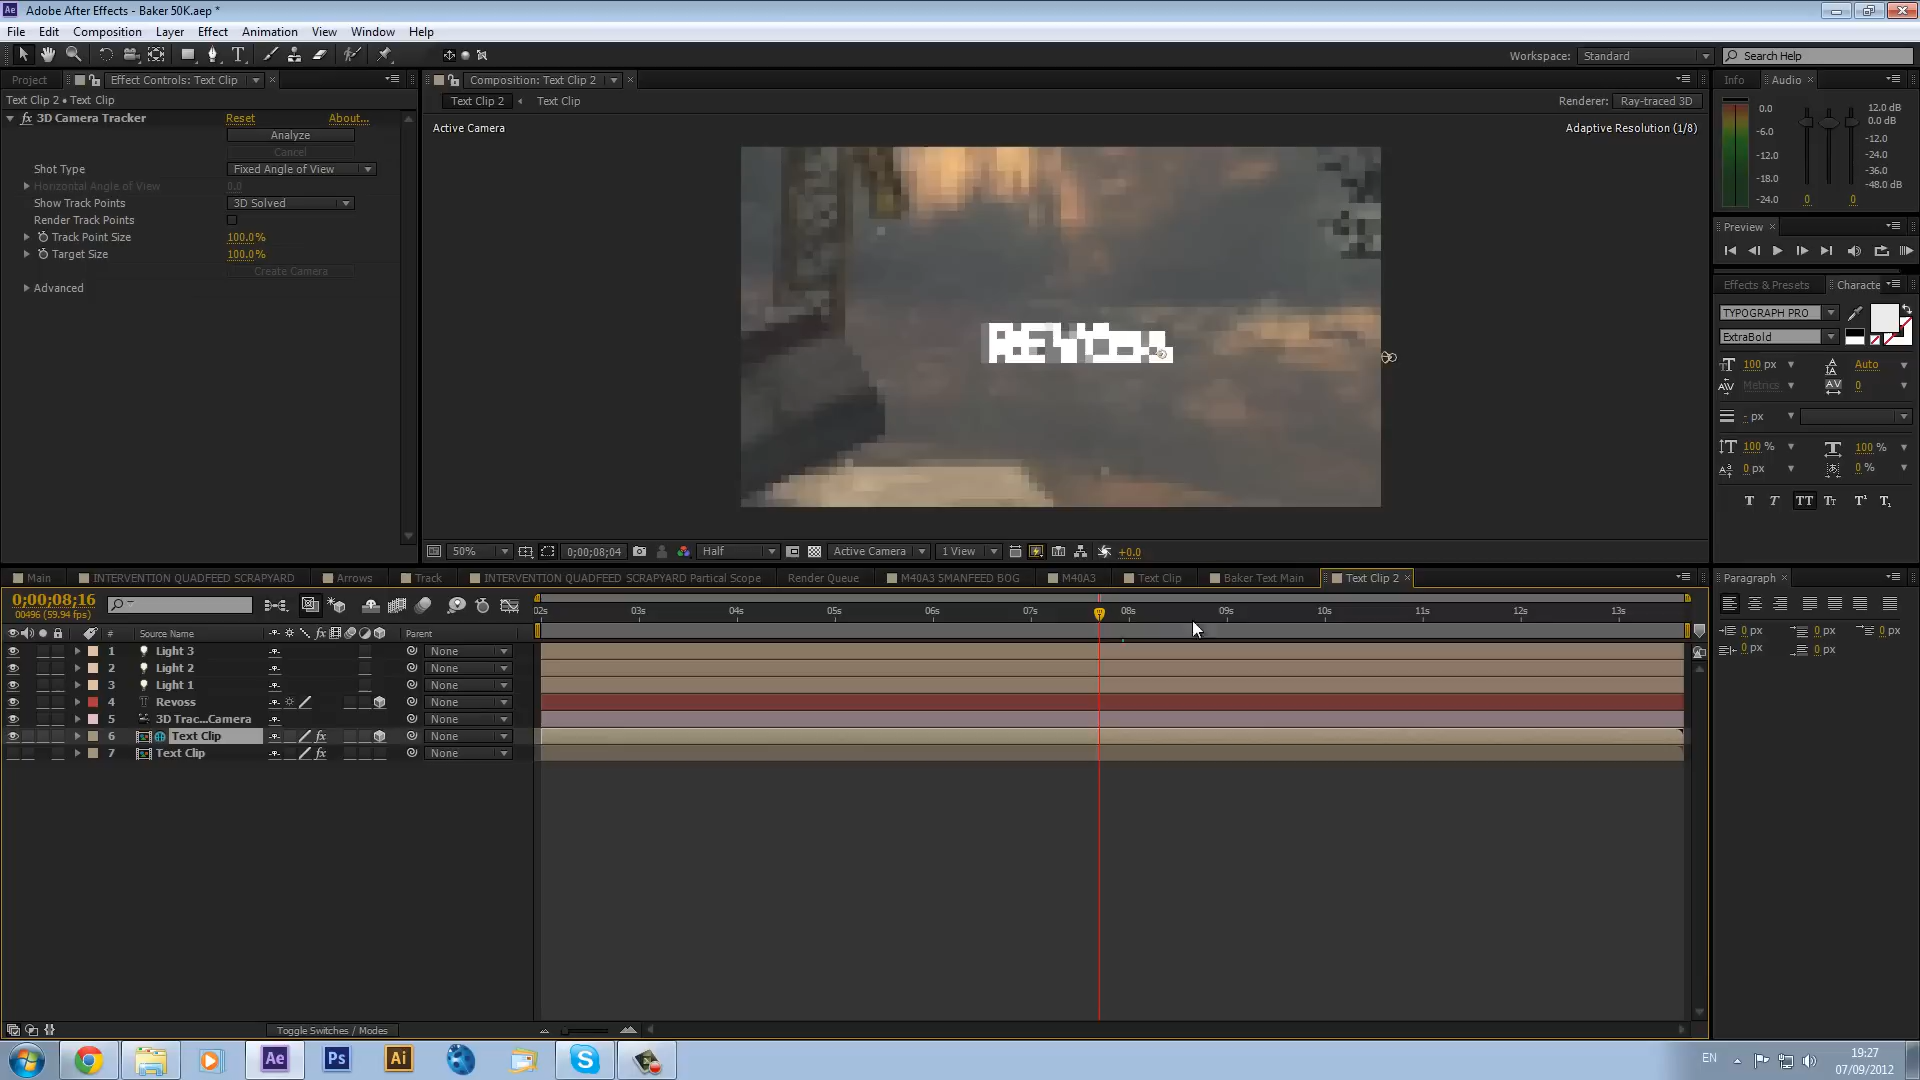 Adobe After Effects - Baker 50K.aep *
File Edit Composition Layer Effect Animation View Window Help
Workspace: Standard Search Help
Project Effect Controls: Text Clip Composition: Text Clip 2 Info Audio
Text Clip 2 • Text Clip
Text Clip 2 Text Clip Renderer: Ray-traced 3D
fx 3D Camera Tracker Reset About...
Analyze
Cancel
Shot Type Fixed Angle of View
Horizontal Angle of View 0.0
Show Track Points 3D Solved
Render Track Points
Track Point Size 100.0%
Target Size 100.0%
Create Camera
Advanced
Active Camera Adaptive Resolution (1/8)
0.0
-6.0
-12.0
-18.0
-24.0
12.0 dB
0.0 dB
-12.0
-24.0
-36.0
-48.0 dB
0 0
Preview
Effects & Presets Characte
TYPOGRAPH PRO
ExtraBold
100 px Auto
Metrics 0
- px
100 % 100 %
0 px 0 %
T T TT Tt T¹ T₁
50% 0;00;08;04 Half Active Camera 1 View +0.0
Main INTERVENTION QUADFEED SCRAPYARD Arrows Track INTERVENTION QUADFEED SCRAPYARD Partical Scope Render Queue M40A3 5MANFEED BOG M40A3 Text Clip Baker Text Main Text Clip 2
Paragraph
0;00;08;16
00496 (59.94 fps)
02s 03s 04s 05s 06s 07s 08s 09s 10s 11s 12s 13s
# Source Name fx Parent
1 Light 3 None
2 Light 2 None
3 Light 1 None
4 Revoss None
5 3D Trac...Camera None
6 Text Clip fx None
7 Text Clip fx None
0 px 0 px 0 px
0 px 0 px
Toggle Switches / Modes
Ae Ps Ai
EN 19:27
07/09/2012